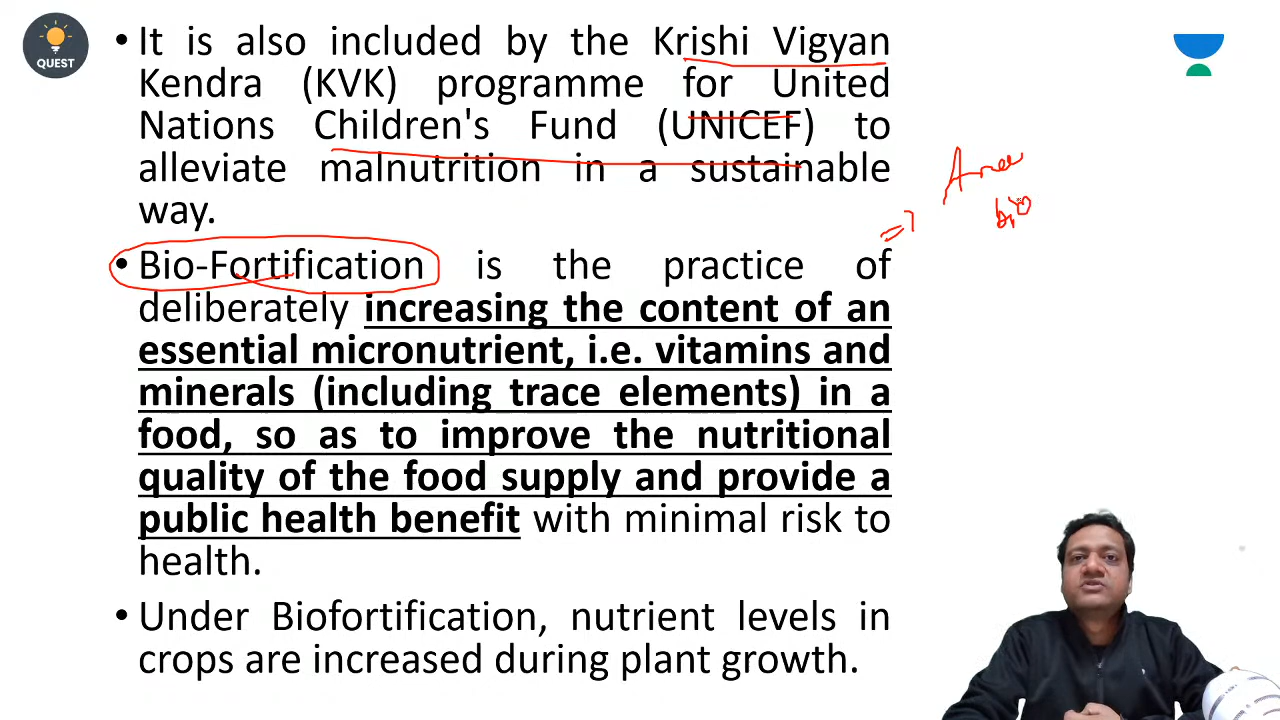 QUEST
• It is also included by the Krishi Vigyan
Kendra (KVK) programme for United
Nations Children's Fund (UNICEF) to
alleviate malnutrition in a sustainable
way.
• Bio-Fortification is the practice of
deliberately increasing the content of an
essential micronutrient, i.e. vitamins and
minerals (including trace elements) in a
food, so as to improve the nutritional
quality of the food supply and provide a
public health benefit with minimal risk to
health.
• Under Biofortification, nutrient levels in
crops are increased during plant growth.
=>
bio